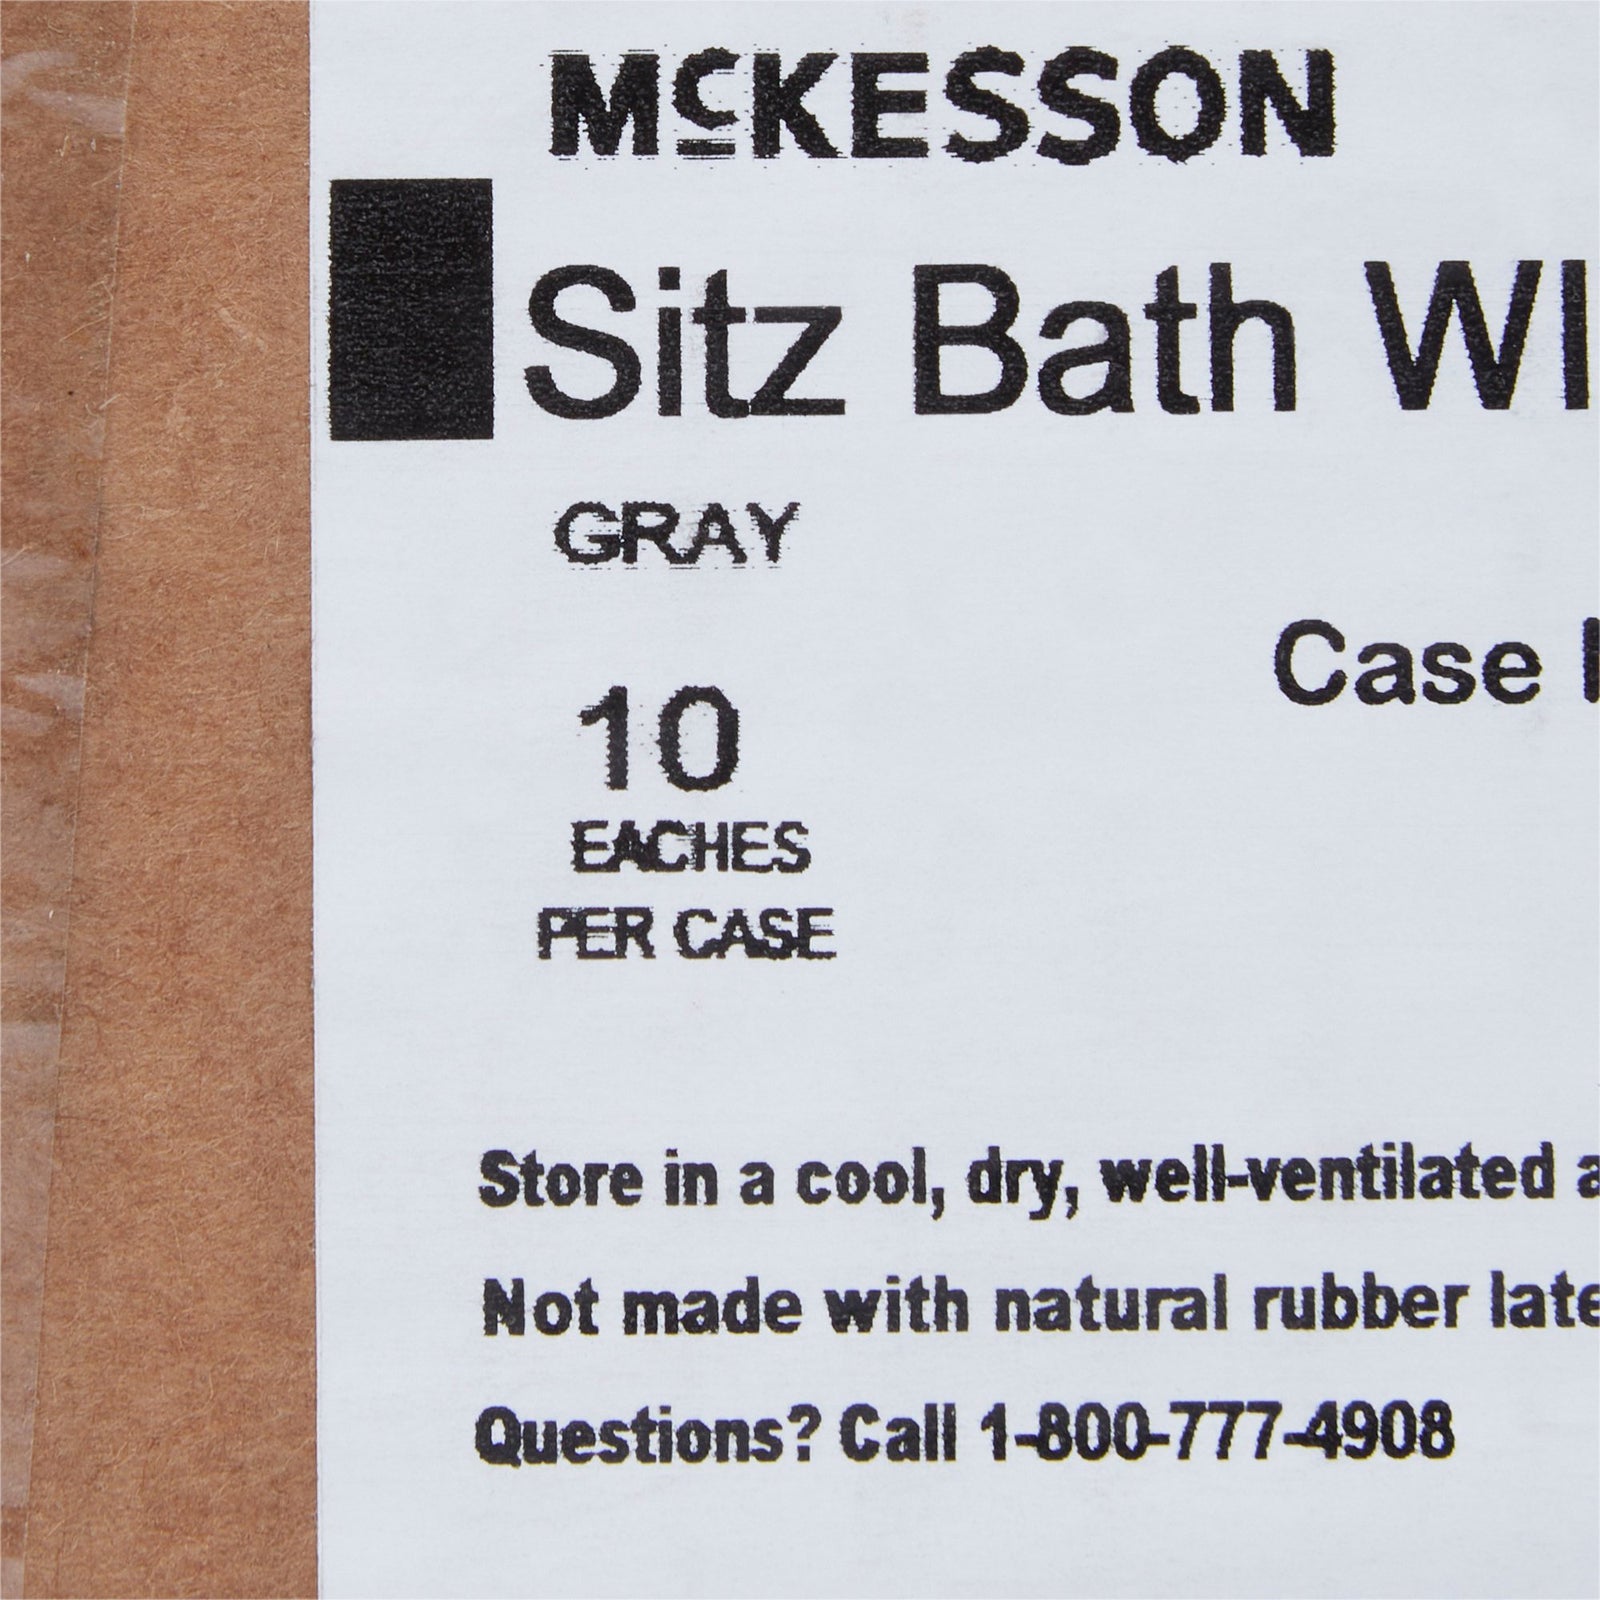 McKESSON
Sitz Bath
GRAY
Case
10
EACHES
PER CASE
Store in a cool, dry, well-ventilated
Not made with natural rubber
Questions? Call 1-800-777-4908